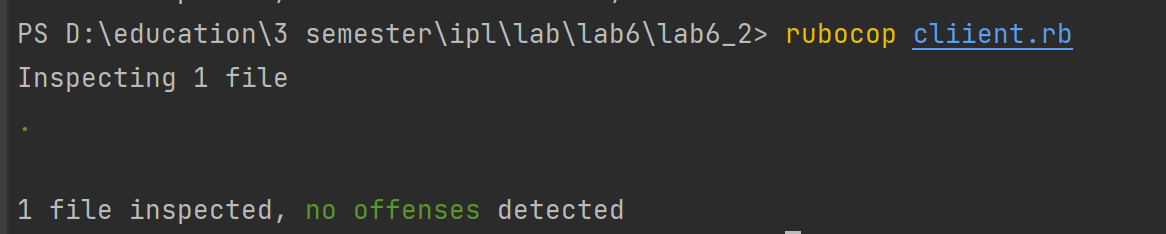 PS D:\education\3 semester\ipl\lab\lab6\lab6_2> rubocop cliient.rb
Inspecting 1 file
.
1 file inspected, no offenses detected